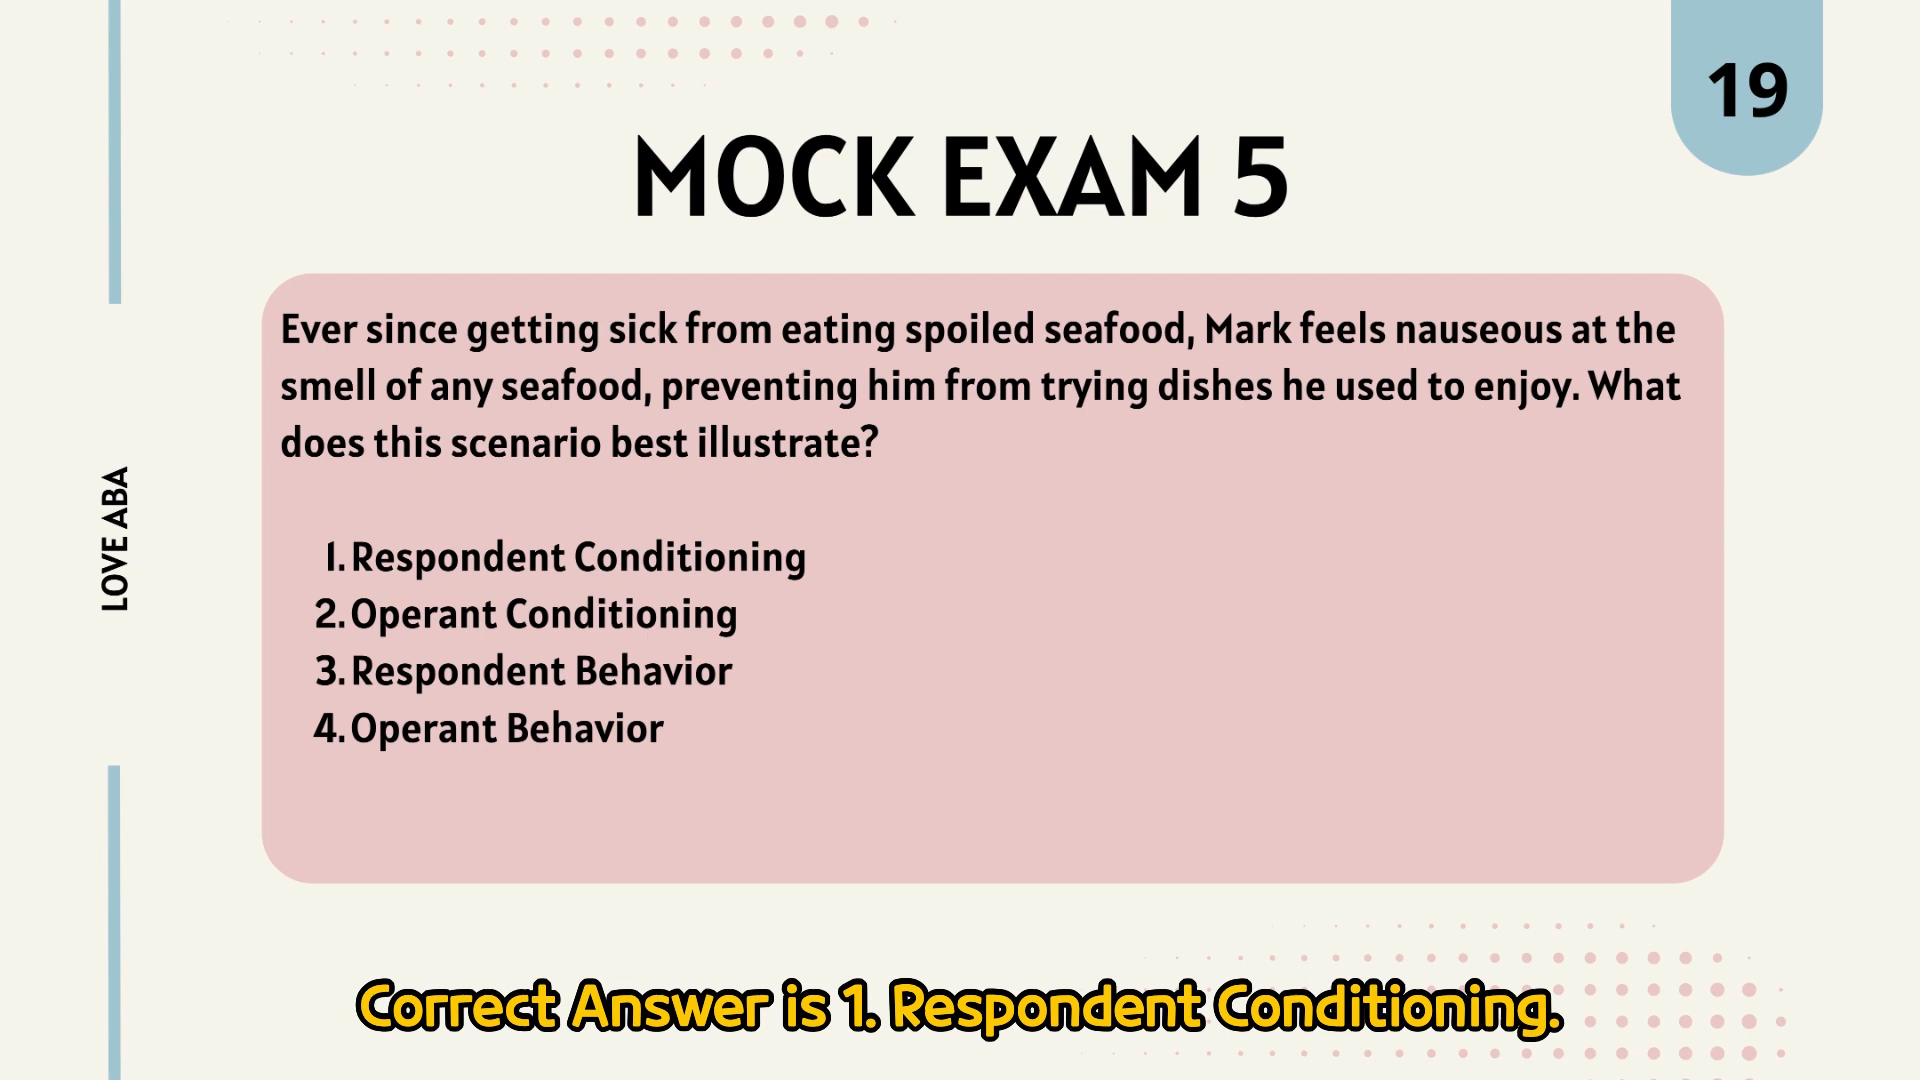 19
MOCK EXAM 5
Ever since getting sick from eating spoiled seafood, Mark feels nauseous at the
smell of any seafood, preventing him from trying dishes he used to enjoy. What
does this scenario best illustrate?
1. Respondent Conditioning
2. Operant Conditioning
3. Respondent Behavior
4. Operant Behavior
LOVE ABA
Correct Answer is 1. Respondent Conditioning.